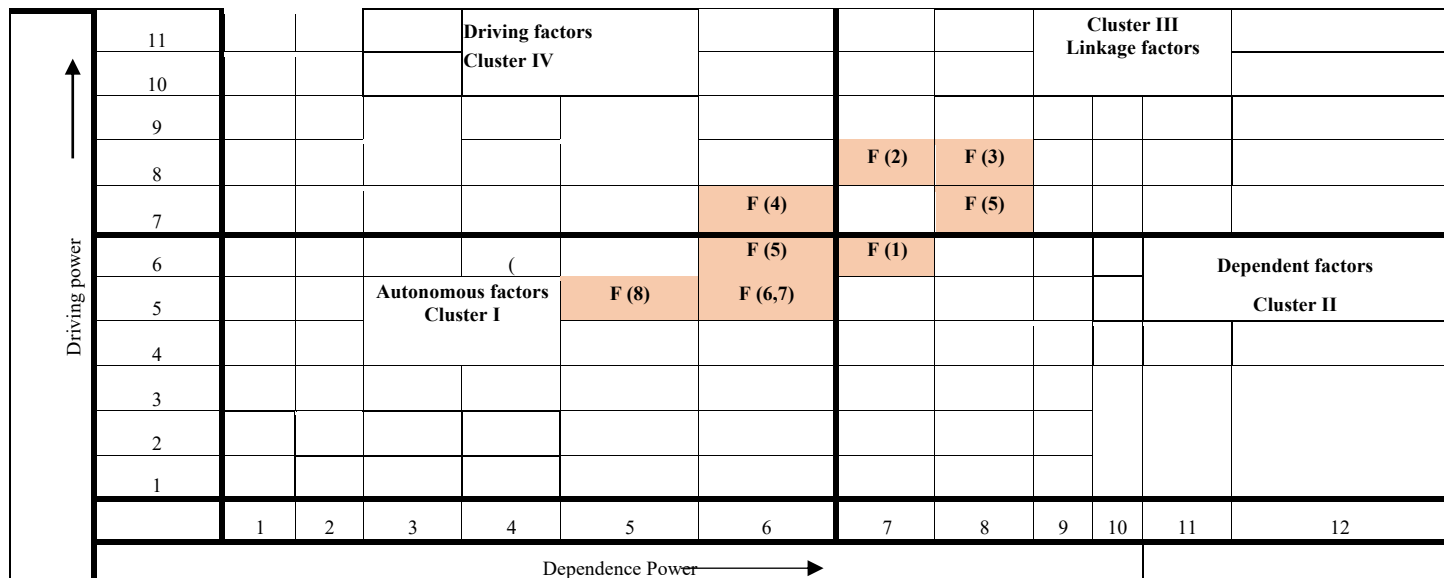 11 Driving factors Cluster III
Cluster IV Linkage factors
10
9
8 F (2) F (3)
7 F (4) F (5)
6 ( F (5) F (1) Dependent factors
5 Autonomous factors F (8) F (6,7) Cluster II
Cluster I
4
3
2
1
1 2 3 4 5 6 7 8 9 10 11 12
Driving power
Dependence Power